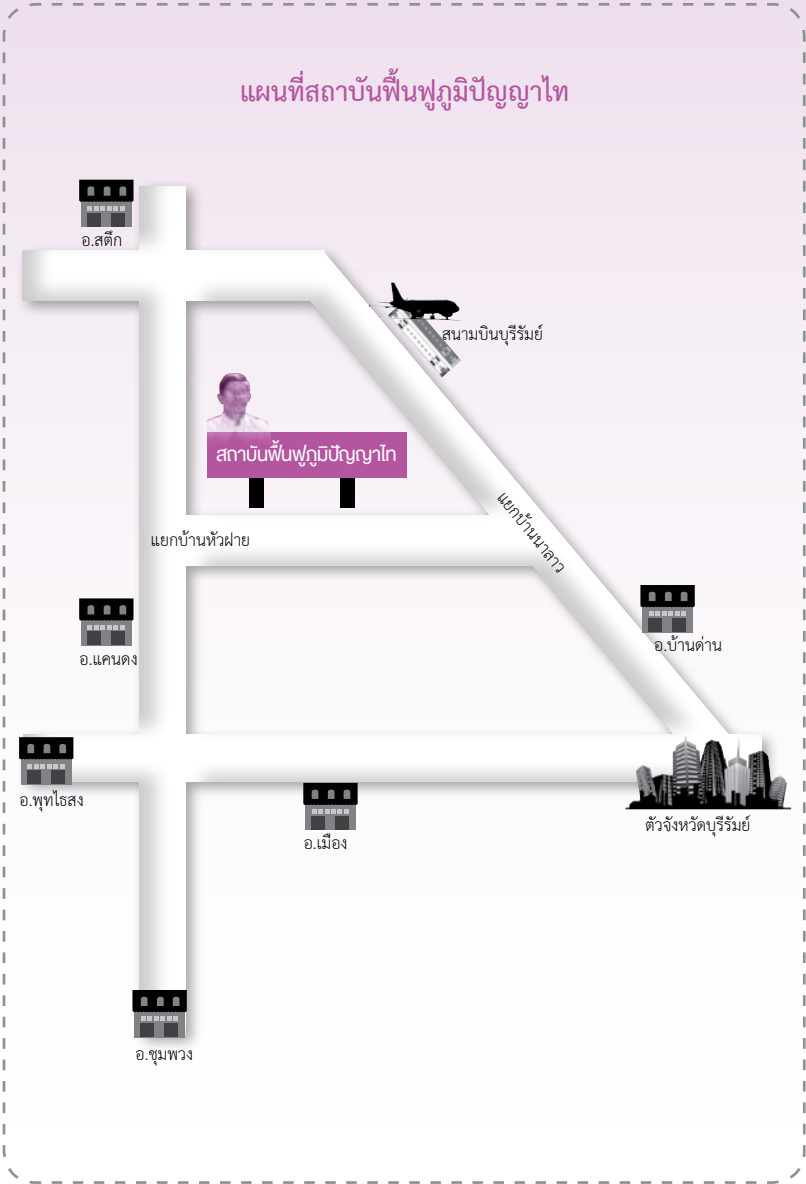 แผนที่สถาบันฟื้นฟูภูมิปัญญาไท
อ.สตึก
สนามบินบุรีรัมย์
สถาบันฟื้นฟูภูมิปัญญาไท
แยกบ้านนาลาว
แยกบ้านหัวฝาย
อ.บ้านด่าน
อ.แคนดง
อ.พุทไธสง
ตัวจังหวัดบุรีรัมย์
อ.เมือง
อ.ชุมพวง